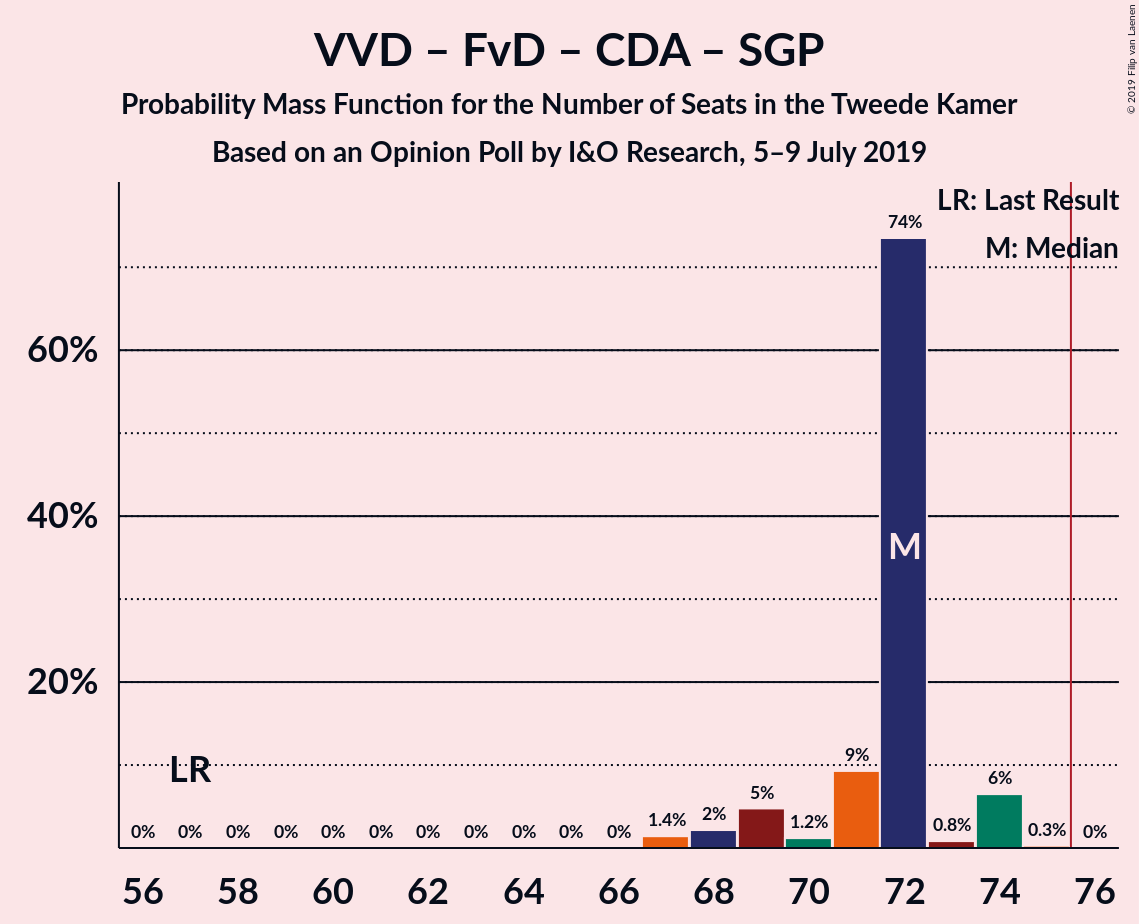 VVD – FvD – CDA – SGP
Probability Mass Function for the Number of Seats in the Tweede Kamer
Based on an Opinion Poll by I&O Research, 5–9 July 2019
© 2019 Filip van Laenen
LR: Last Result
M: Median
74%
60%
40%
20%
M
LR
0% 0% 0% 0% 0% 0% 0% 0% 0% 0% 0% 1.4% 2% 5% 1.2% 9% 0.8% 6% 0.3% 0%
56 58 60 62 64 66 68 70 72 74 76